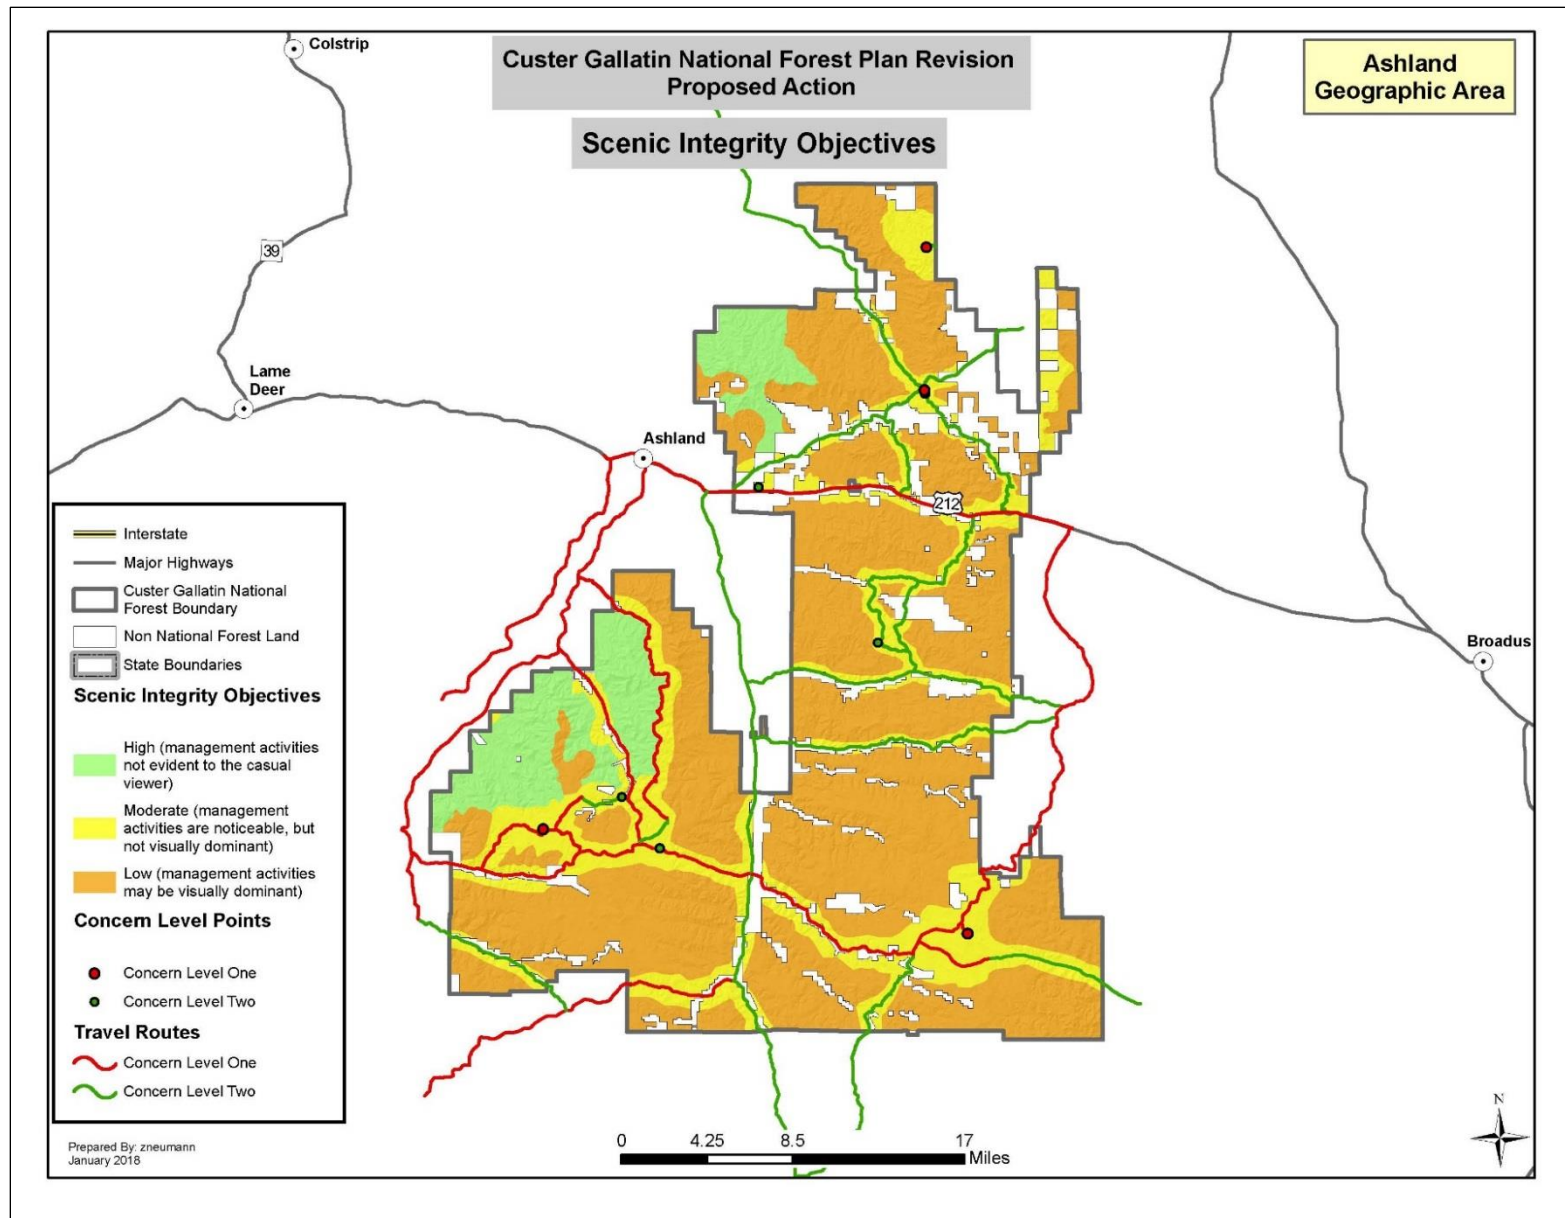 Custer Gallatin National Forest Plan Revision
Proposed Action
Scenic Integrity Objectives
Ashland
Geographic Area
Colstrip
39
Lame
Deer
Ashland
212
Broadus
Interstate
Major Highways
Custer Gallatin National
Forest Boundary
Non National Forest Land
State Boundaries
Scenic Integrity Objectives
High (management activities
not evident to the casual
viewer)
Moderate (management
activities are noticeable, but
not visually dominant)
Low (management activities
may be visually dominant)
Concern Level Points
Concern Level One
Concern Level Two
Travel Routes
Concern Level One
Concern Level Two
Prepared By: zneumann
January 2018
0 4.25 8.5 17
Miles
N